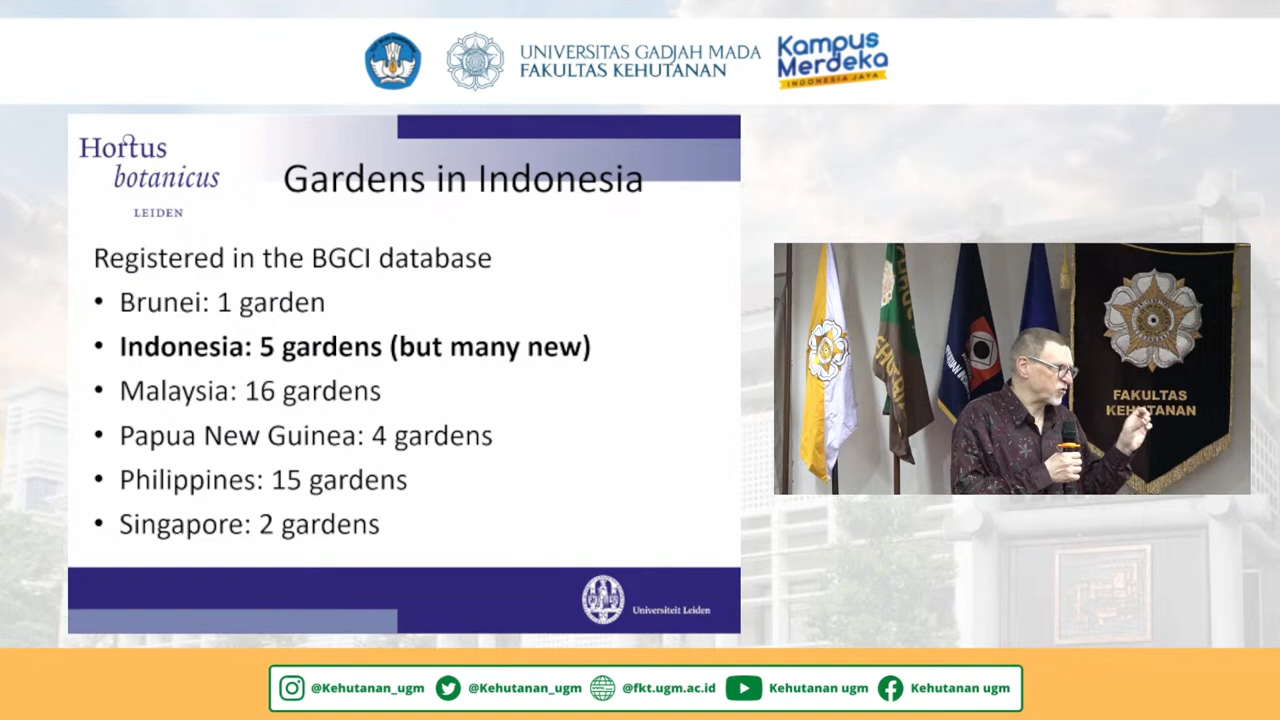 UNIVERSITAS GADJAH MADA
FAKULTAS KEHUTANAN
Kampus
Merdeka
INDONESIA JAYA
Hortus
botanicus
LEIDEN
Gardens in Indonesia
Registered in the BGCI database
• Brunei: 1 garden
• Indonesia: 5 gardens (but many new)
• Malaysia: 16 gardens
• Papua New Guinea: 4 gardens
• Philippines: 15 gardens
• Singapore: 2 gardens
Universiteit Leiden
FAKULTAS
KEHUTANAN
@Kehutanan_ugm
@Kehutanan_ugm
@fkt.ugm.ac.id
Kehutanan ugm
Kehutanan ugm